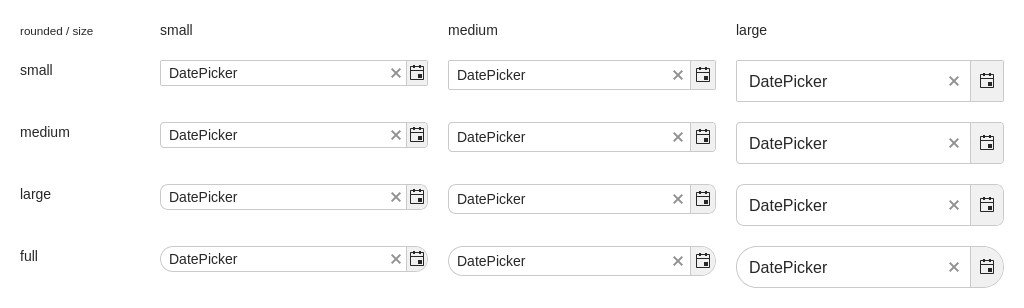 rounded / size small medium large
small DatePicker DatePicker DatePicker
medium DatePicker DatePicker DatePicker
large DatePicker DatePicker DatePicker
full DatePicker DatePicker DatePicker